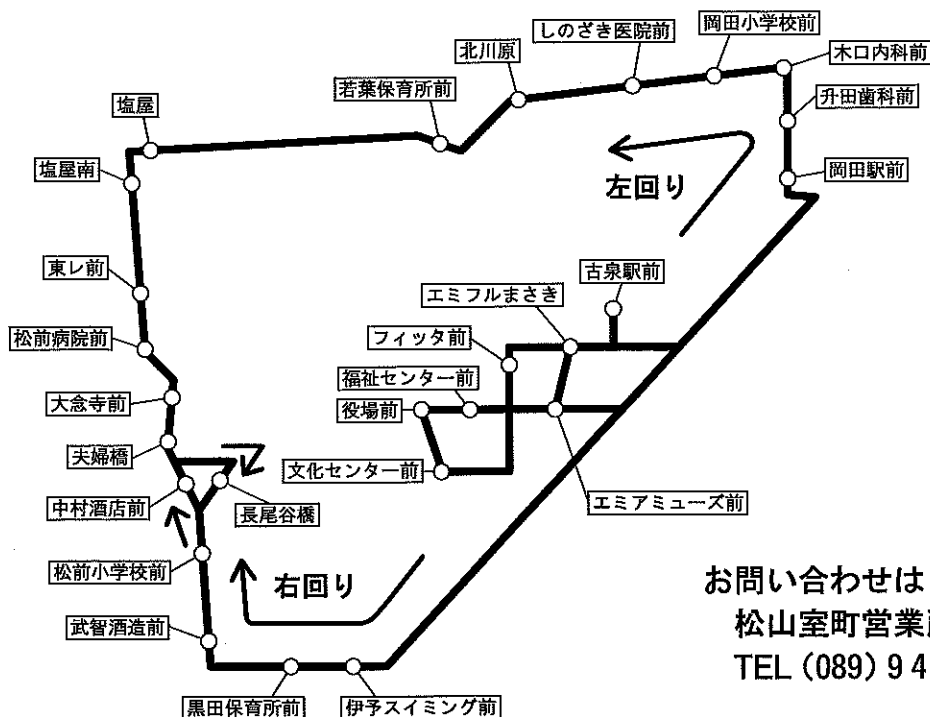 岡田小学校前
しのざき医院前
北川原
木口内科前
若葉保育所前
塩屋
升田歯科前
塩屋南
岡田駅前
左回り
東レ前
古泉駅前
エミフルまさき
松前病院前
フィッタ前
福祉センター前
大念寺前
役場前
夫婦橋
文化センター前
中村酒店前
長尾谷橋
エミアミューズ前
松前小学校前
右回り
お問い合わせは
武智酒造前
松山室町営業
TEL (089) 9 4
黒田保育所前
伊予スイミング前